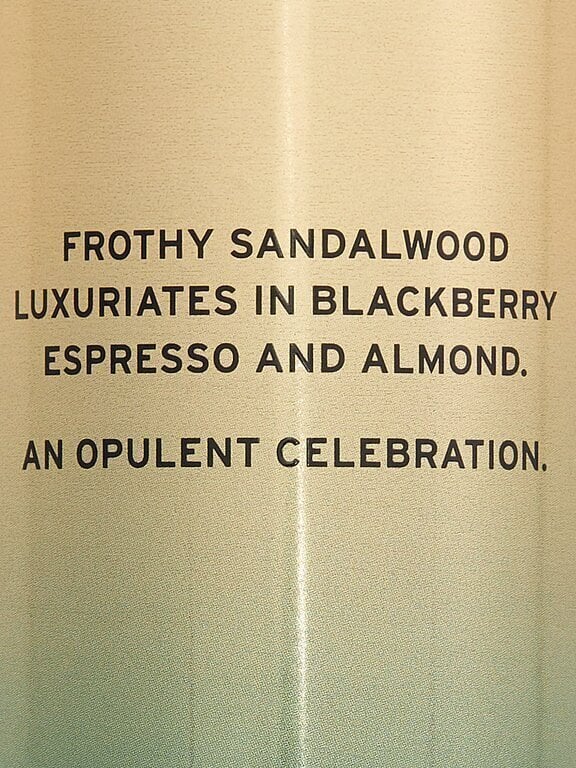 FROTHY SANDALWOOD
LUXURIATES IN BLACKBERRY
ESPRESSO AND ALMOND.
AN OPULENT CELEBRATION.